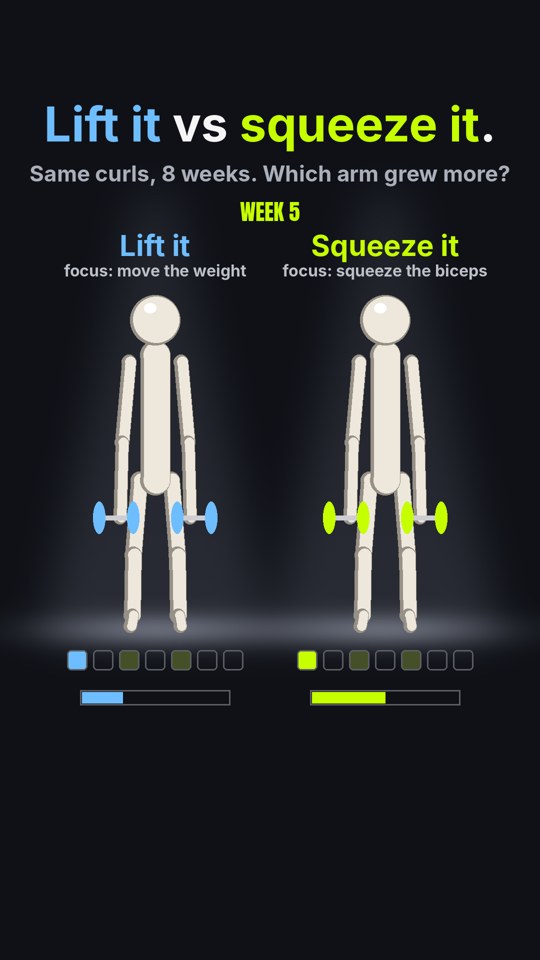 Lift it vs squeeze it.
Same curls, 8 weeks. Which arm grew more?
WEEK 5
Lift it
focus: move the weight
Squeeze it
focus: squeeze the biceps